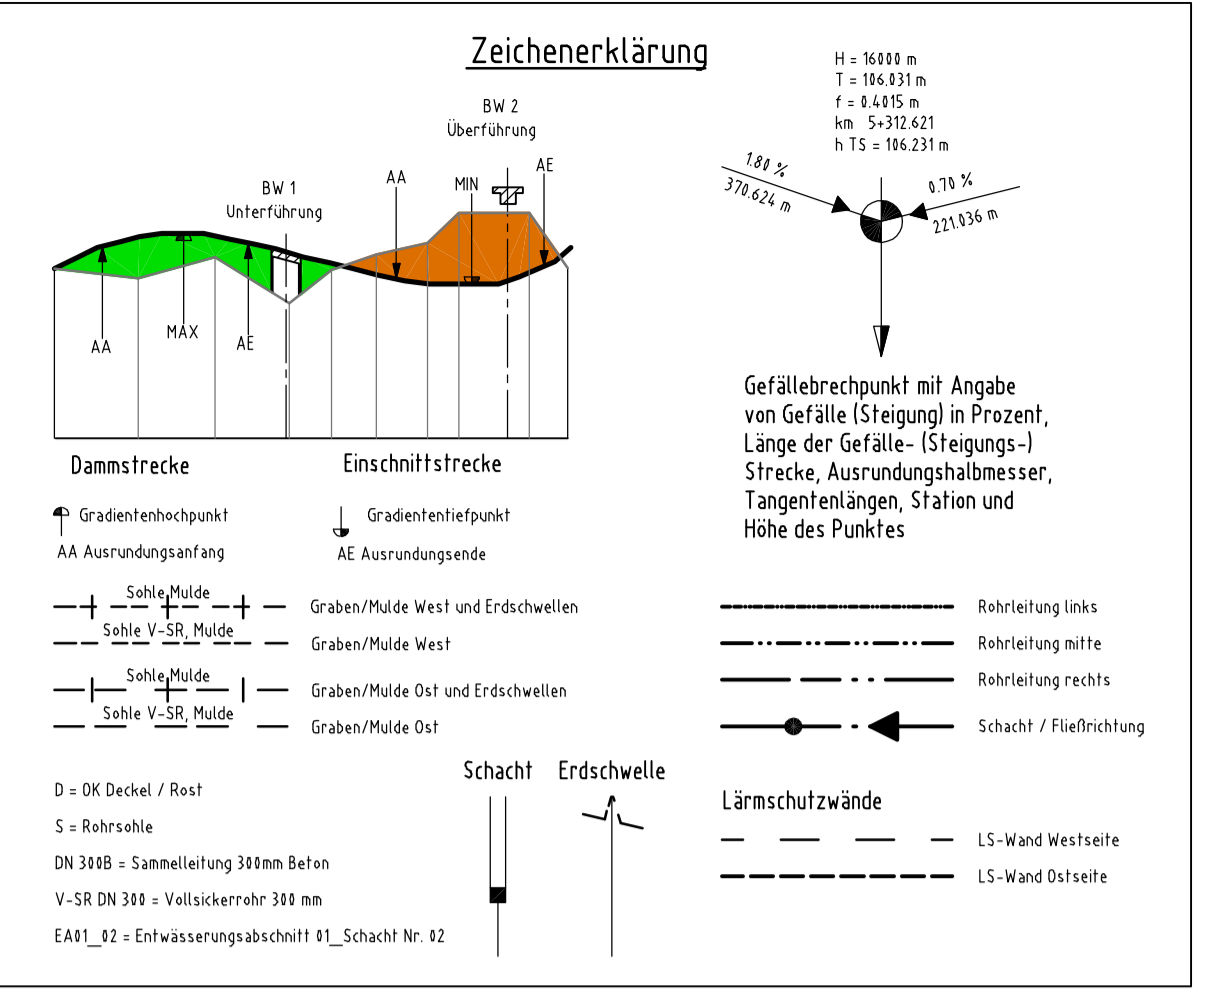 Zeichenerklärung
H = 16000 m
T = 106.031 m
f = 0.4015 m
km 5+312.621
h TS = 106.231 m
1.80 %
370.624 m
0.70 %
221.036 m
BW 2
Überführung
BW 1
Unterführung
AA
MIN
AE
AA
MAX
AE
Dammstrecke
Einschnittstrecke
Gradientenhochpunkt
Gradiententiefpunkt
AA Ausrundungsanfang
AE Ausrundungsende
Gefällebrechpunkt mit Angabe
von Gefälle (Steigung) in Prozent,
Länge der Gefälle- (Steigungs-)
Strecke, Ausrundungshalbmesser,
Tangentenlängen, Station und
Höhe des Punktes
Sohle Mulde
Graben/Mulde West und Erdschwellen
Sohle V-SR, Mulde
Graben/Mulde West
Sohle Mulde
Graben/Mulde Ost und Erdschwellen
Sohle V-SR, Mulde
Graben/Mulde Ost
Rohrleitung links
Rohrleitung mitte
Rohrleitung rechts
Schacht / Fließrichtung
D = OK Deckel / Rost
S = Rohrsohle
DN 300B = Sammelleitung 300mm Beton
V-SR DN 300 = Vollsickerrohr 300 mm
EA01_02 = Entwässerungsabschnitt 01_Schacht Nr. 02
Schacht
Erdschwelle
Lärmschutzwände
LS-Wand Westseite
LS-Wand Ostseite